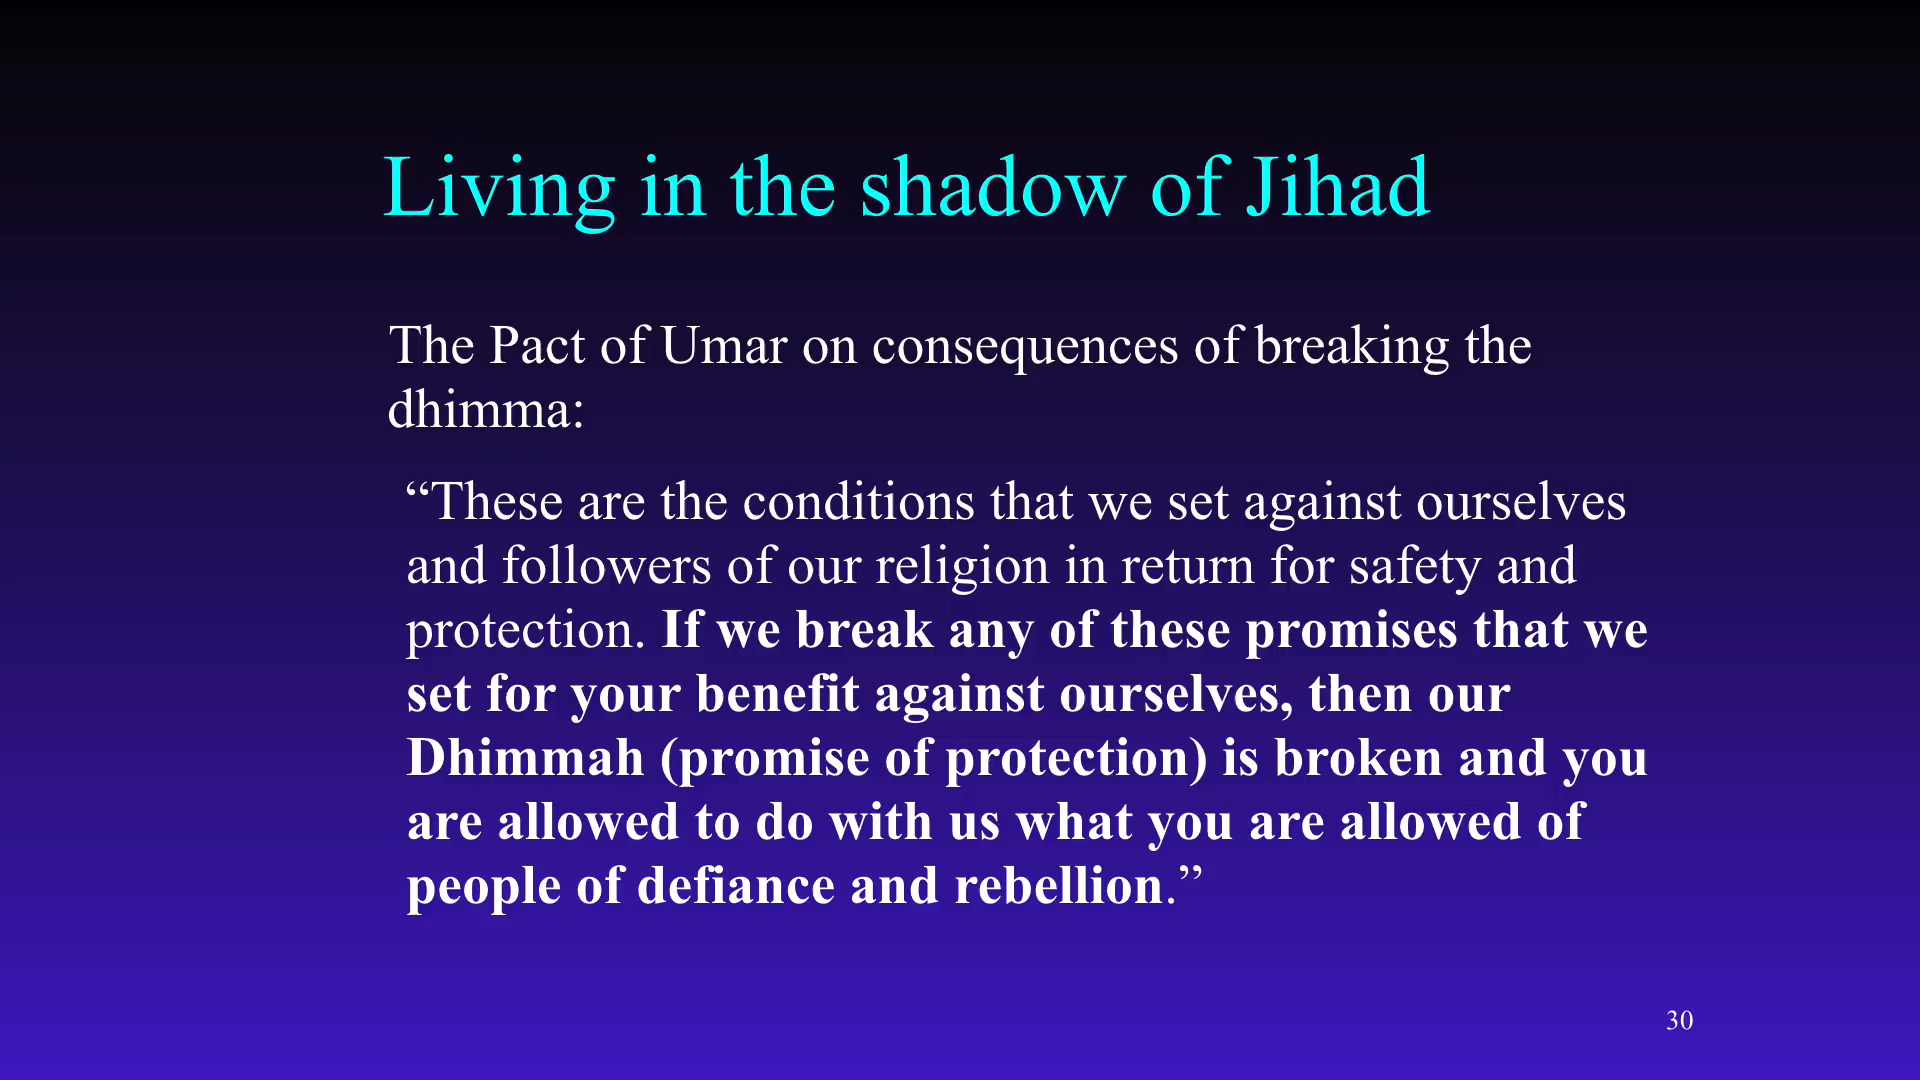 Living in the shadow of Jihad
The Pact of Umar on consequences of breaking the
dhimma:
“These are the conditions that we set against ourselves
and followers of our religion in return for safety and
protection. If we break any of these promises that we
set for your benefit against ourselves, then our
Dhimmah (promise of protection) is broken and you
are allowed to do with us what you are allowed of
people of defiance and rebellion.”
30